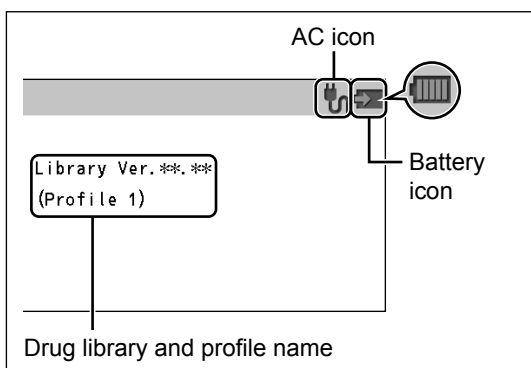 AC icon
Battery
icon
Library Ver.**.**
(Profile 1)
Drug library and profile name